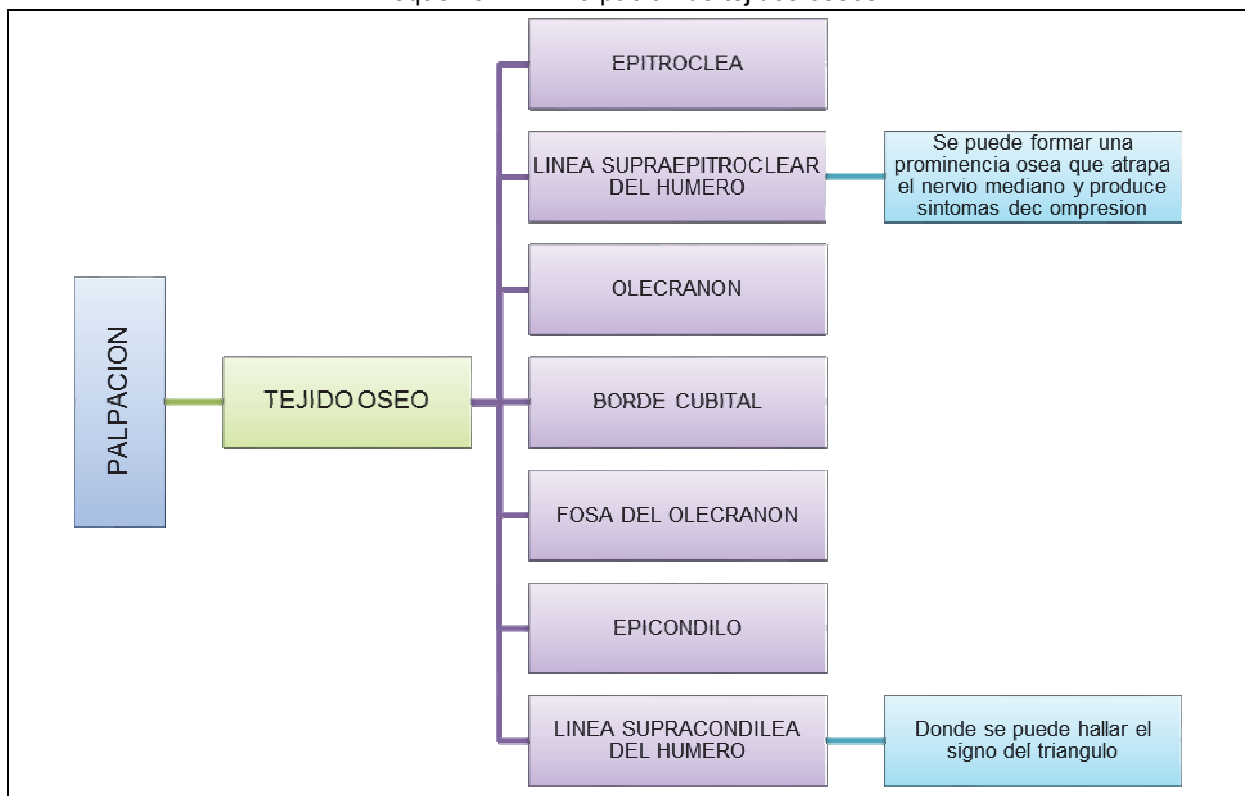 PALPACION
TEJIDO OSEO
EPITROCLEA
LINEA SUPRAEPITROCLEAR
DEL HUMERO
Se puede formar una
prominencia osea que atrapa
el nervio mediano y produce
sintomas dec ompresion
OLECRANON
BORDE CUBITAL
FOSA DEL OLECRANON
EPICONDILO
LINEA SUPRACONDILEA
DEL HUMERO
Donde se puede hallar el
signo del triangulo